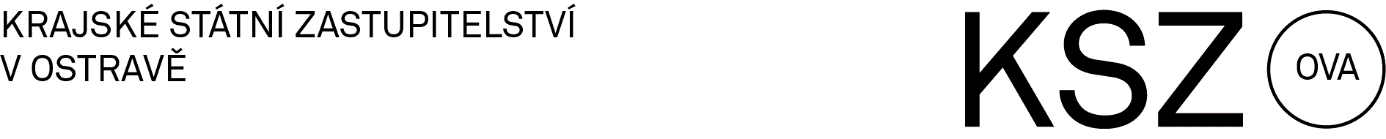 KRAJSKÉ STÁTNÍ ZASTUPITELSTVÍ
V OSTRAVĚ
KSZ OVA